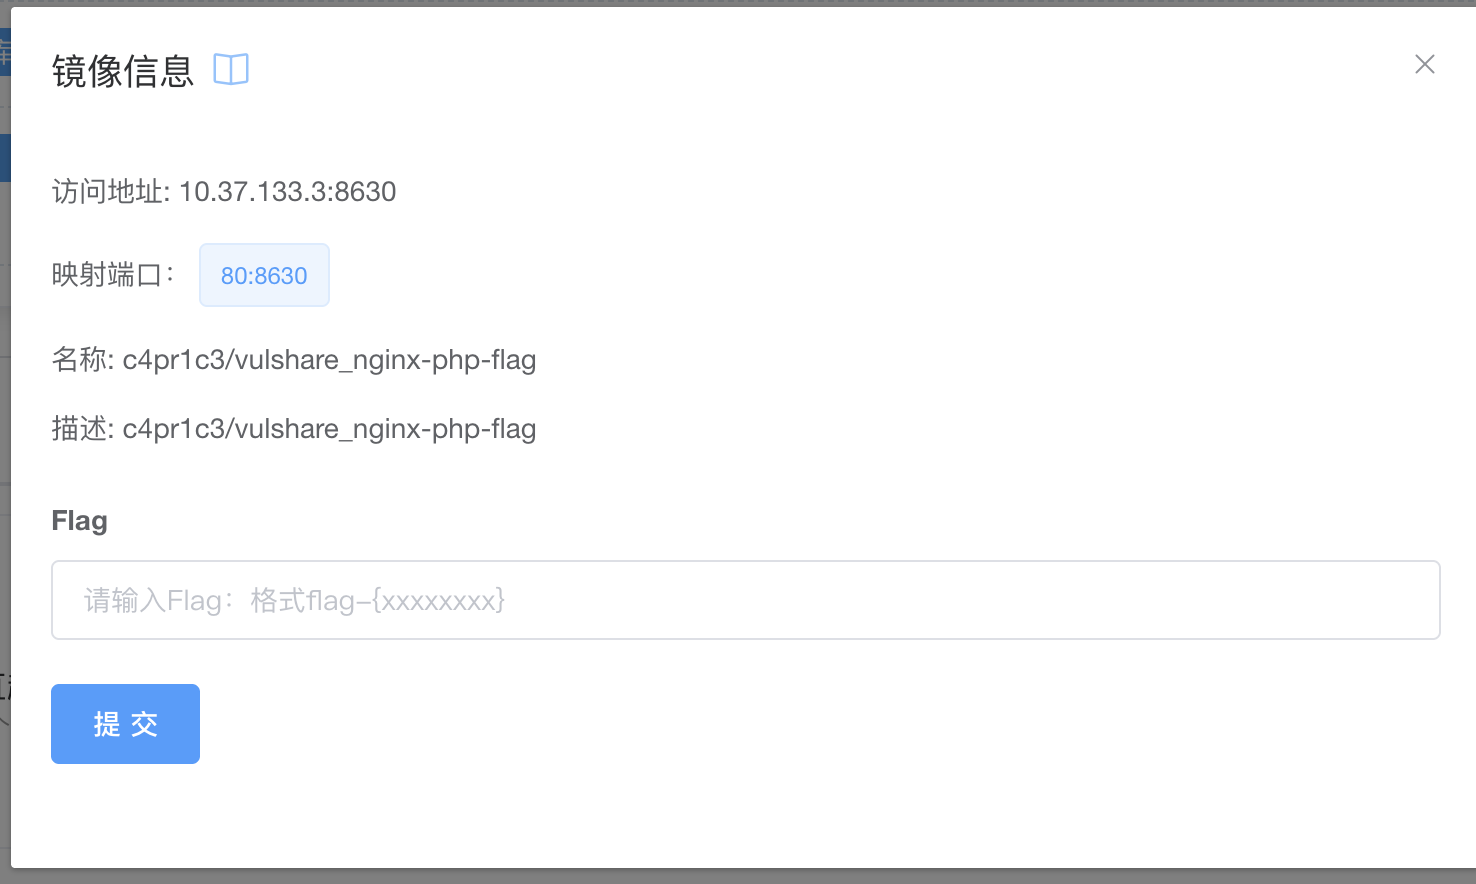 镜像信息
访问地址: 10.37.133.3:8630
映射端口： 80:8630
名称: c4pr1c3/vulshare_nginx-php-flag
描述: c4pr1c3/vulshare_nginx-php-flag
Flag
请输入Flag：格式flag-{xxxxxxxx}
提 交